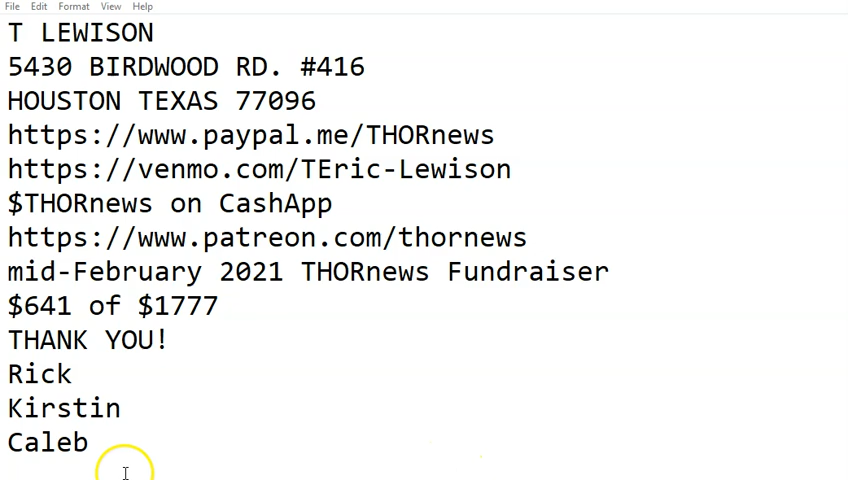 File Edit Format View Help
T LEWISON
5430 BIRDWOOD RD. #416
HOUSTON TEXAS 77096
https://www.paypal.me/THORnews
https://venmo.com/TEric-Lewison
$THORnews on CashApp
https://www.patreon.com/thornews
mid-February 2021 THORnews Fundraiser
$641 of $1777
THANK YOU!
Rick
Kirstin
Caleb